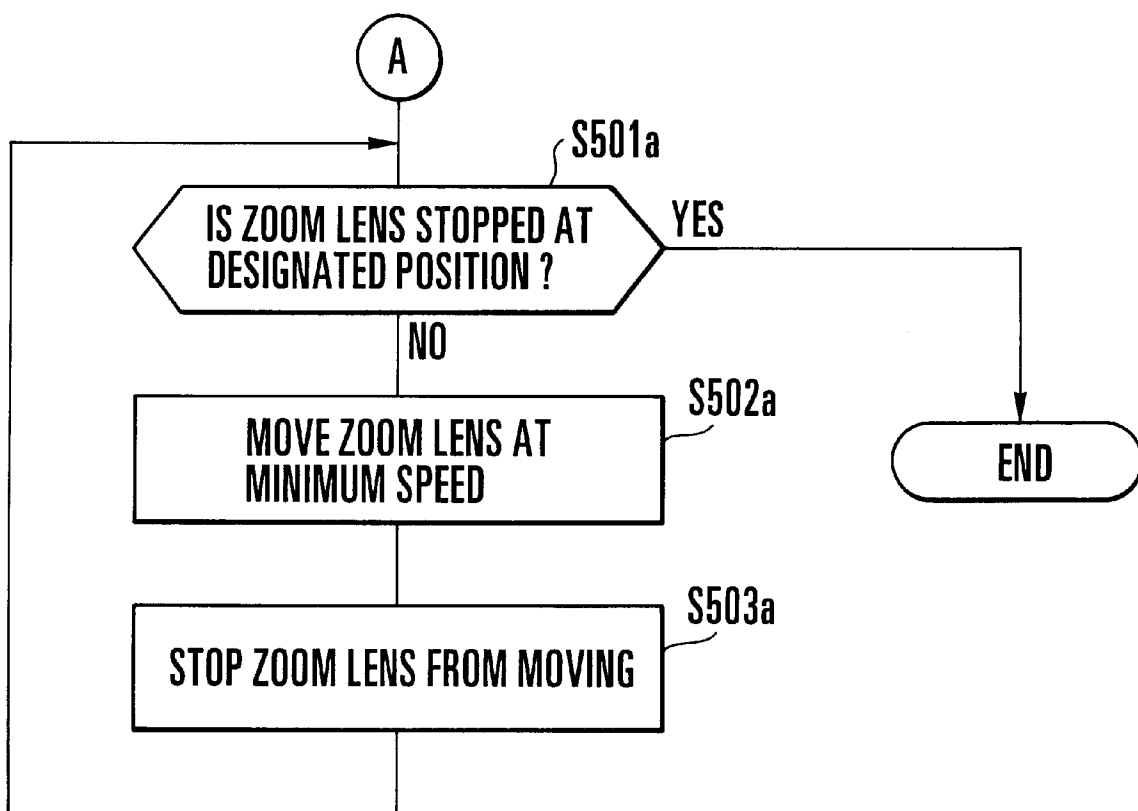 A
S501a
IS ZOOM LENS STOPPED AT
DESIGNATED POSITION ?
YES
NO
S502a
MOVE ZOOM LENS AT
MINIMUM SPEED
END
S503a
STOP ZOOM LENS FROM MOVING